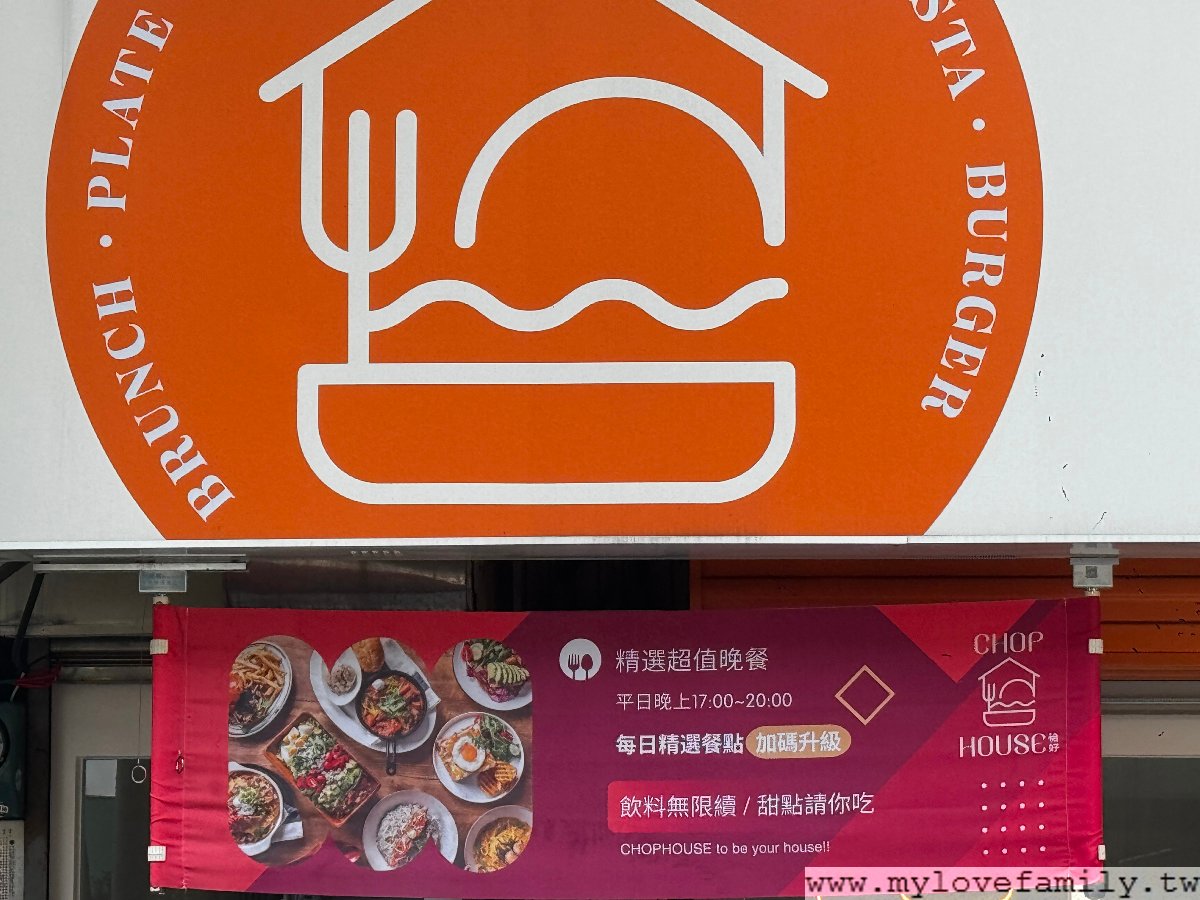 BRUNCH · PLATE
STA · BURGER
精選超值晚餐
平日晚上17:00~20:00
每日精選餐點 加碼升級
飲料無限續 / 甜點請你吃
CHOPHOUSE to be your house!!
CHOP
HOUSE 恰好
www.mylovefamily.tw